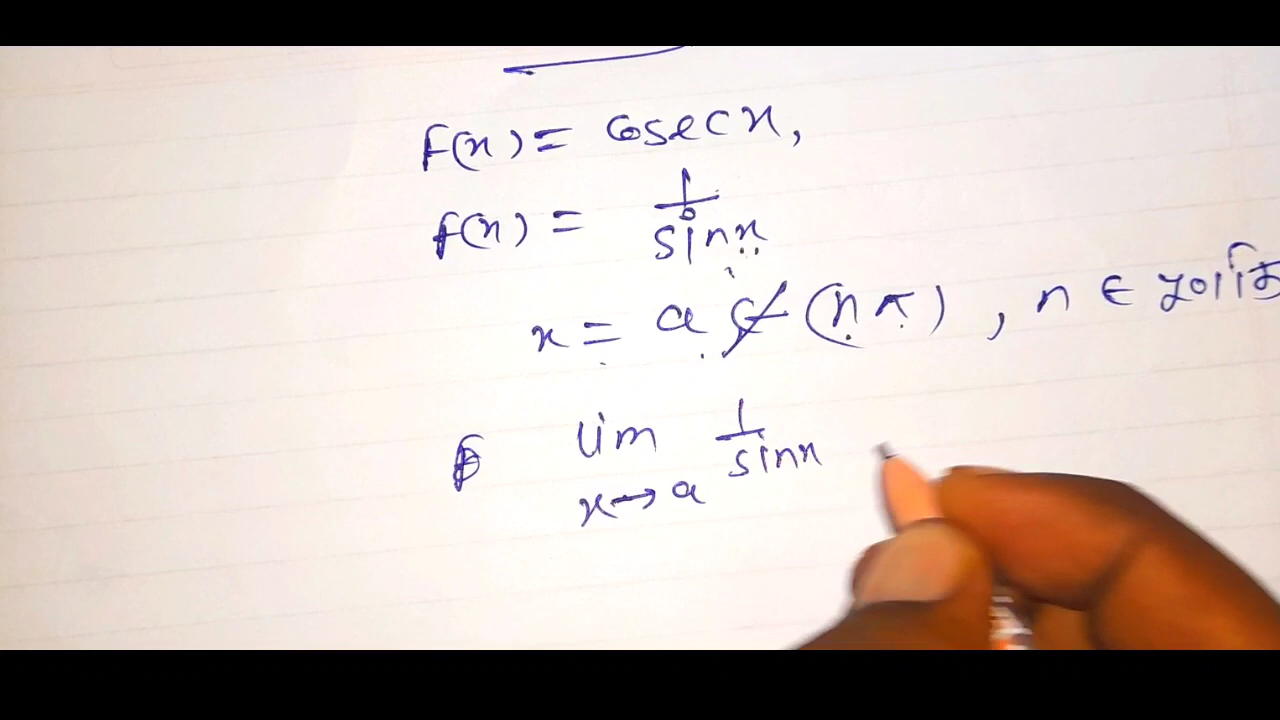 f(x) = cosec x,
f(x) = 1/sin x
x = a ∉ (nπ), n ∈
lim x→a 1/sin x